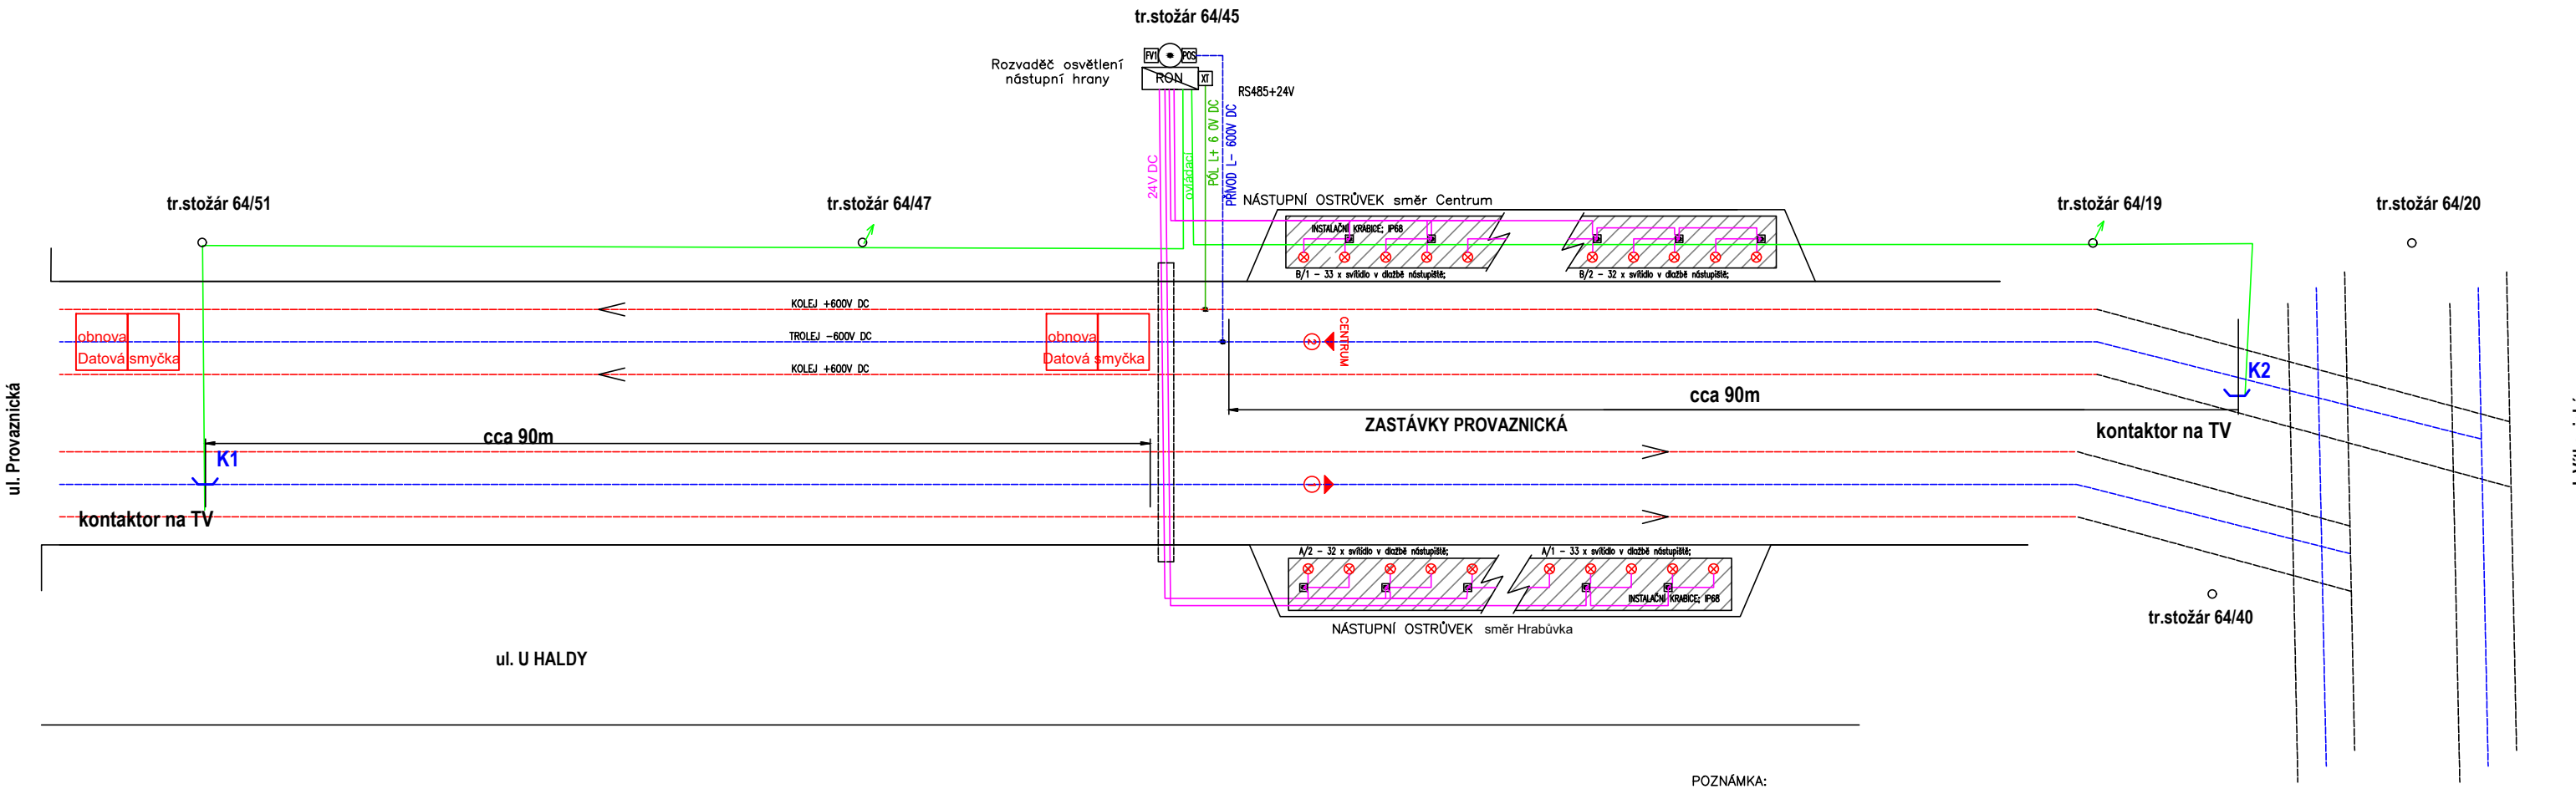 tr.stožár 64/45
FV1
POS
Rozvaděč osvětlení
nástupní hrany
RON
XT
RS485+24V
24V DC
ovládací
PÓL L+ 6 0V DC
PŘÍVOD L- 600V DC
tr.stožár 64/51
tr.stožár 64/47
NÁSTUPNÍ OSTRŮVEK směr Centrum
tr.stožár 64/19
tr.stožár 64/20
INSTALAČNÍ KRABICE; IP68
B/1 - 33 x svítidlo v dlažbě nástupiště;
B/2 - 32 x svítidlo v dlažbě nástupiště;
KOLEJ +600V DC
obnova
Datová smyčka
TROLEJ -600V DC
obnova
Datová smyčka
2
CENTRUM
KOLEJ +600V DC
K2
cca 90m
ul. Provaznická
ZASTÁVKY PROVAZNICKÁ
kontaktor na TV
cca 90m
K1
1
kontaktor na TV
A/2 - 32 x svítidlo v dlažbě nástupiště;
A/1 - 33 x svítidlo v dlažbě nástupiště;
INSTALAČNÍ KRABICE; IP68
NÁSTUPNÍ OSTRŮVEK směr Hrabůvka
tr.stožár 64/40
ul. U HALDY
POZNÁMKA: